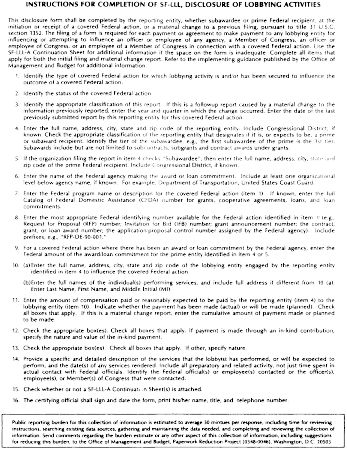 INSTRUCTIONS FOR COMPLETION OF SF-LLL, DISCLOSURE OF LOBBYING ACTIVITIES
This disclosure form shall be completed by the reporting entity, whether subawardee or prime Federal recipient, at the
initiation or receipt of a covered Federal action, or a material change to a previous filing, pursuant to title 31 U.S.C.
section 1352. The filing of a form is required for each payment or agreement to make payment to any lobbying entity for
influencing or attempting to influence an officer or employee of any agency, a Member of Congress, an officer or
employee of Congress, or an employee of a Member of Congress in connection with a covered Federal action. Use the
SF-LLL-A Continuation Sheet for additional information if the space on the form is inadequate. Complete all items that
apply for both the initial filing and material change report. Refer to the implementing guidance published by the Office of
Management and Budget for additional information.
1. Identify the type of covered Federal action for which lobbying activity is and/or has been secured to influence the
outcome of a covered Federal action.
2. Identify the status of the covered Federal action.
3. Identify the appropriate classification of this report. If this is a followup report caused by a material change to the
information previously reported, enter the year and quarter in which the change occurred. Enter the date of the last
previously submitted report by this reporting entity for this covered Federal action.
4. Enter the full name, address, city, state and zip code of the reporting entity. Include Congressional District, if
known. Check the appropriate classification of the reporting entity that designates if it is, or expects to be, a prime
or subaward recipient. Identify the tier of the subawardee, e.g., the first subawardee of the prime is the 1st tier.
Subawards include but are not limited to subcontracts, subgrants and contract awards under grants.
5. If the organization filing the report in item 4 checks "Subawardee", then enter the full name, address, city, state and
zip code of the prime Federal recipient. Include Congressional District, if known.
6. Enter the name of the Federal agency making the award or loan commitment. Include at least one organizational
level below agency name, if known. For example, Department of Transportation, United States Coast Guard.
7. Enter the Federal program name or description for the covered Federal action (item 1). If known, enter the full
Catalog of Federal Domestic Assistance (CFDA) number for grants, cooperative agreements, loans, and loan
commitments.
8. Enter the most appropriate Federal identifying number available for the Federal action identified in item 1 (e.g.,
Request for Proposal (RFP) number; Invitation for Bid (IFB) number; grant announcement number; the contract,
grant, or loan award number; the application/proposal control number assigned by the Federal agency). Include
prefixes, e.g., "RFP-DE-90-001."
9. For a covered Federal action where there has been an award or loan commitment by the Federal agency, enter the
Federal amount of the award/loan commitment for the prime entity identified in item 4 or 5.
10. (a)Enter the full name, address, city, state and zip code of the lobbying entity engaged by the reporting entity
identified in item 4 to influence the covered Federal action.
(b)Enter the full names of the individual(s) performing services, and include full address if different from 10 (a).
Enter Last Name, First Name, and Middle Initial (MI).
11. Enter the amount of compensation paid or reasonably expected to be paid by the reporting entity (item 4) to the
lobbying entity (item 10). Indicate whether the payment has been made (actual) or will be made (planned). Check
all boxes that apply. If this is a material change report, enter the cumulative amount of payment made or planned
to be made.
12. Check the appropriate box(es). Check all boxes that apply. If payment is made through an in-kind contribution,
specify the nature and value of the in-kind payment.
13. Check the appropriate box(es). Check all boxes that apply. If other, specify nature.
14. Provide a specific and detailed description of the services that the lobbyist has performed, or will be expected to
perform, and the date(s) of any services rendered. Include all preparatory and related activity, not just time spent in
actual contact with Federal officials. Identify the Federal official(s) or employee(s) contacted or the officer(s),
employee(s), or Member(s) of Congress that were contacted.
15. Check whether or not a SF-LLL-A Continuation Sheet(s) is attached.
16. The certifying official shall sign and date the form, print his/her name, title, and telephone number.
Public reporting burden for this collection of information is estimated to average 30 mintues per response, including time for reviewing
instructions, searching existing data sources, gathering and maintaining the data needed, and completing and reviewing the collection of
information. Send comments regarding the burden estimate or any other aspect of this collection of information, including suggestions
for reducing this burden, to the Office of Management and Budget, Paperwork Reduction Project (0348-0046), Washington, D.C. 20503.